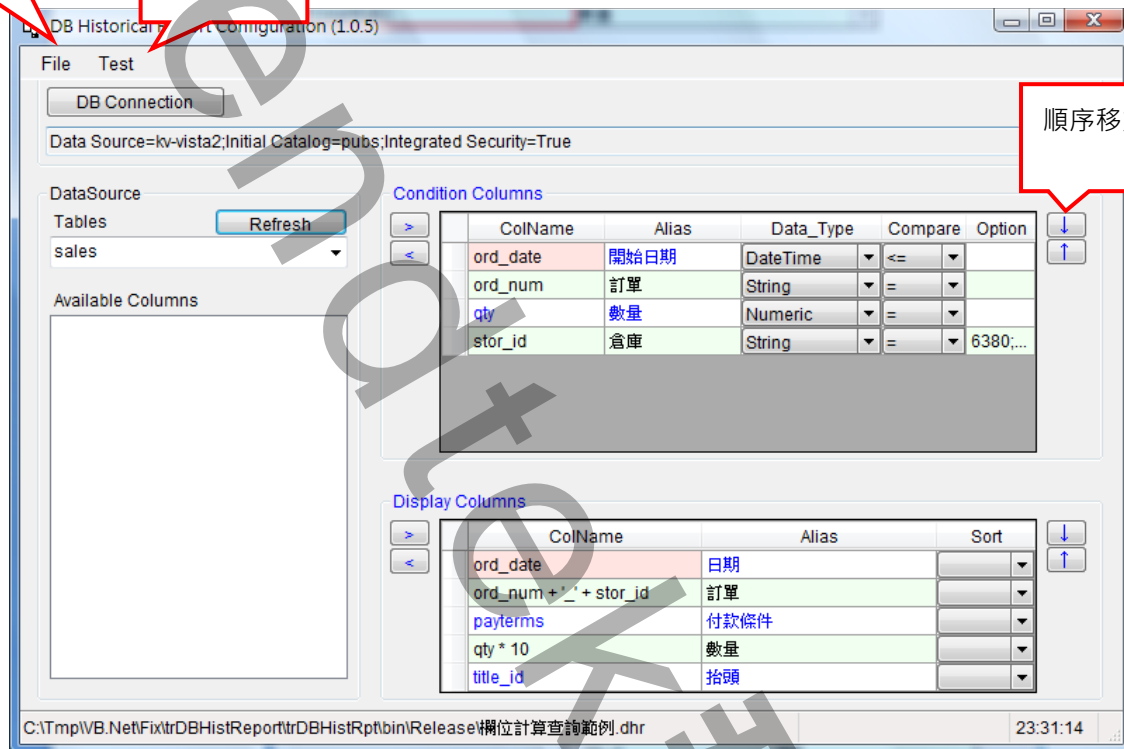 DB Historical Report Configuration (1.0.5)
File Test
DB Connection
順序移
Data Source=kv-vista2;Initial Catalog=pubs;Integrated Security=True
DataSource
Tables Refresh
sales
Available Columns
Condition Columns
> <
ColName Alias Data_Type Compare Option ↓
ord_date 開始日期 DateTime <= ↑
ord_num 訂單 String =
qty 數量 Numeric =
stor_id 倉庫 String = 6380;...
Display Columns
> <
ColName Alias Sort ↓
ord_date 日期 ↑
ord_num + '_' + stor_id 訂單
payterms 付款條件
qty * 10 數量
title_id 抬頭
C:\Tmp\VB.Net\Fix\trDBHistReport\trDBHistRpt\bin\Release\欄位計算查詢範例.dhr 23:31:14